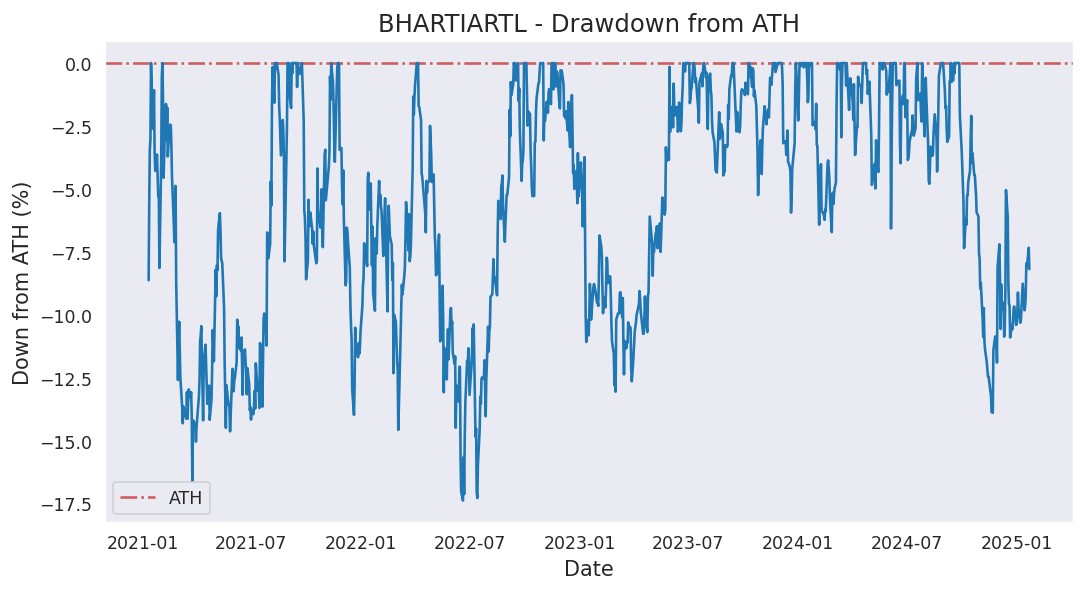 BHARTIARTL - Drawdown from ATH
Down from ATH (%)
0.0
−2.5
−5.0
−7.5
−10.0
−12.5
−15.0
−17.5
ATH
2021-01 2021-07 2022-01 2022-07 2023-01 2023-07 2024-01 2024-07 2025-01
Date